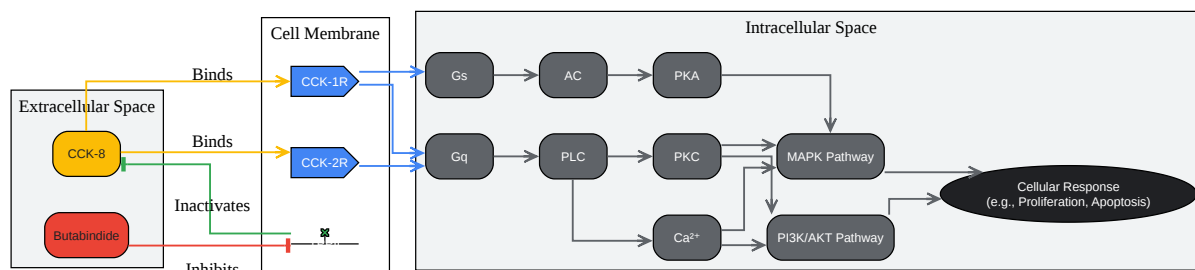 Intracellular Space
Cell Membrane
Extracellular Space
Binds
CCK-1R
Gs
AC
PKA
CCK-8
Binds
CCK-2R
Gq
PLC
PKC
MAPK Pathway
Cellular Response
(e.g., Proliferation, Apoptosis)
Inactivates
Butabindide
Ca²⁺
PI3K/AKT Pathway
Inhibits